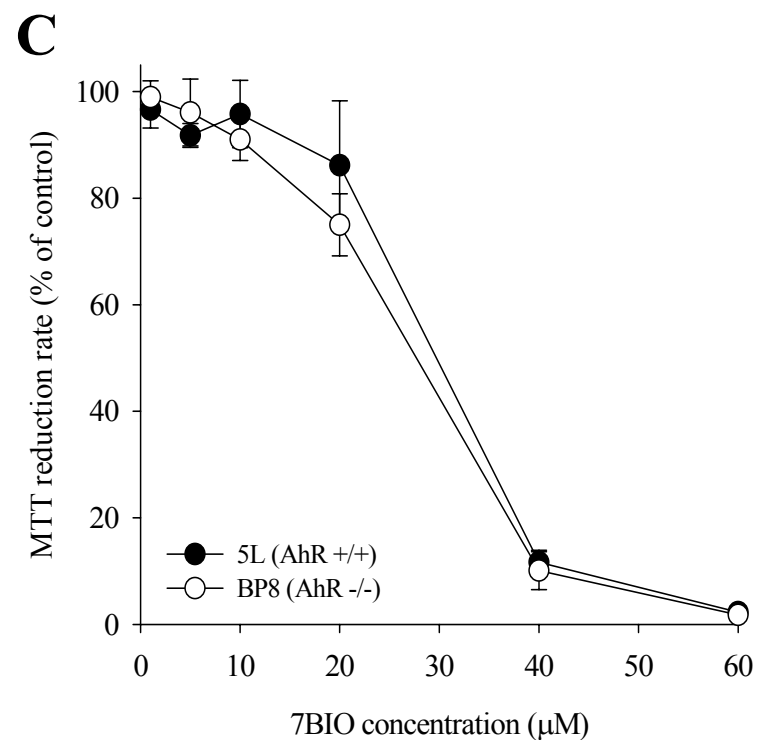 C
MTT reduction rate (% of control)
100
80
60
40
20
0
5L (AhR +/+)
BP8 (AhR -/-)
0 10 20 30 40 50 60
7BIO concentration (μM)